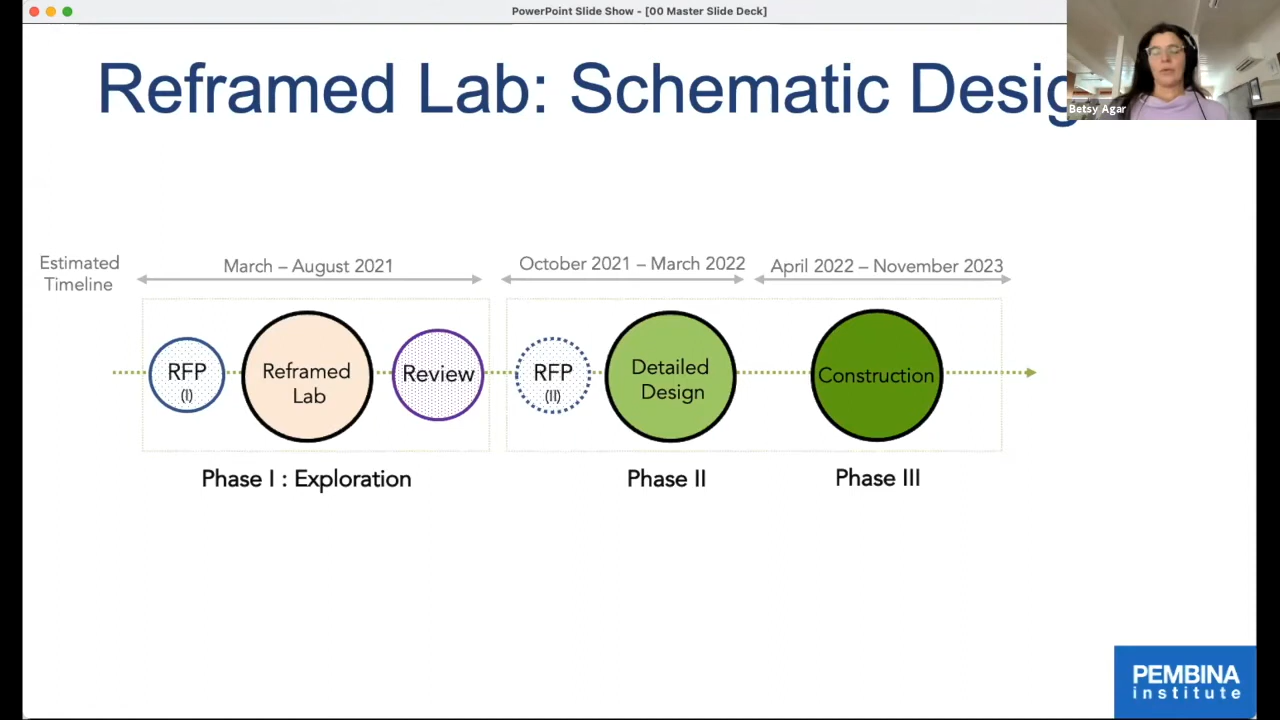 PowerPoint Slide Show - [00 Master Slide Deck]
Reframed Lab: Schematic Desig
Betsy Agar
Estimated
Timeline
March – August 2021
October 2021 – March 2022
April 2022 – November 2023
RFP
(I)
Reframed
Lab
Review
RFP
(II)
Detailed
Design
Construction
Phase I : Exploration
Phase II
Phase III
PEMBINA
institute